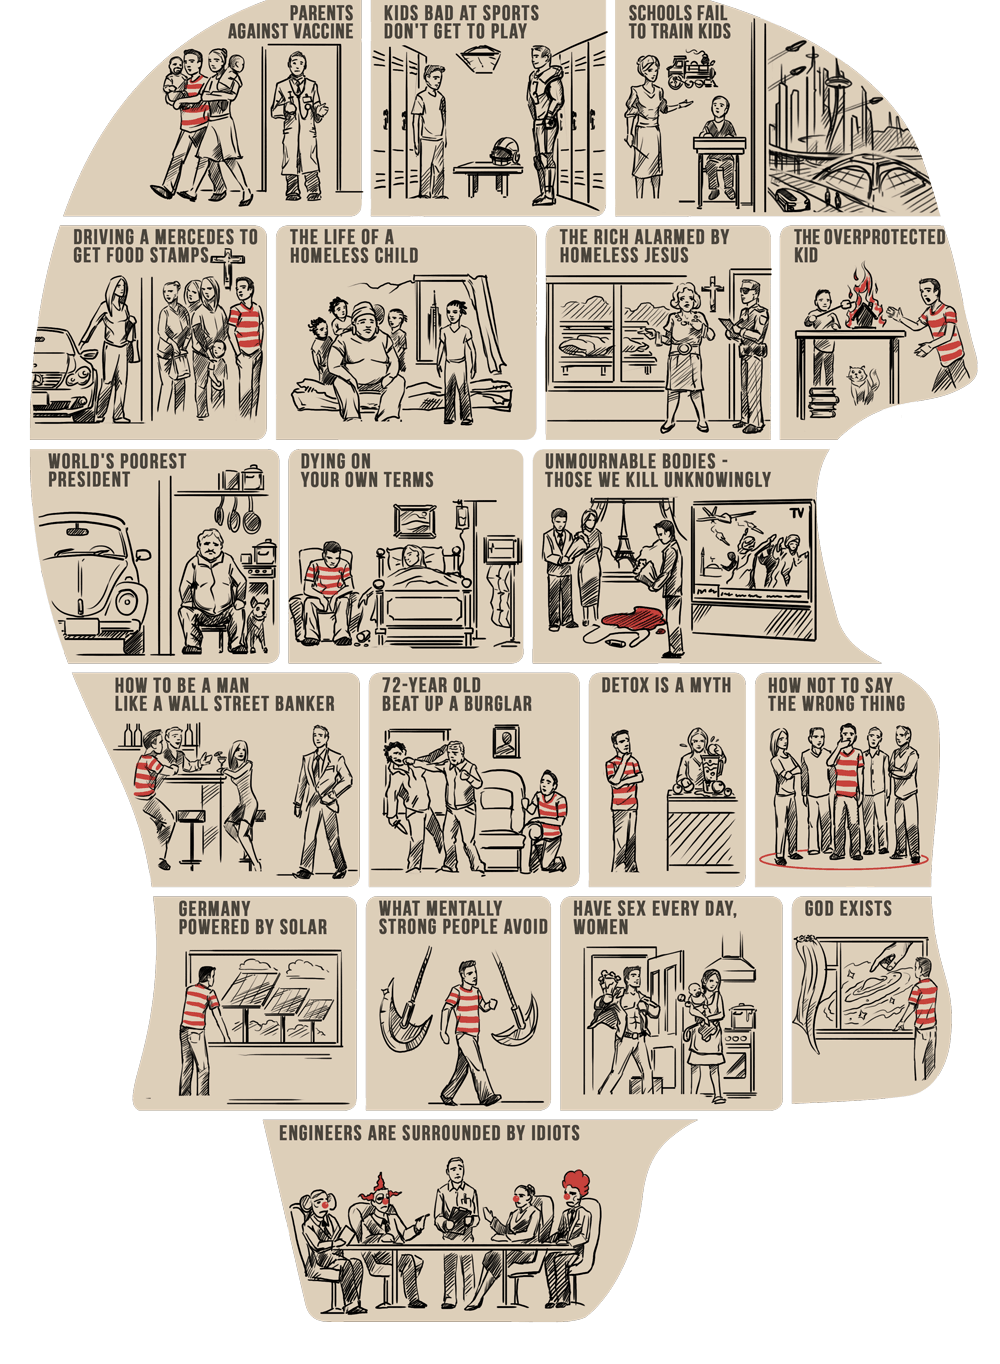 PARENTS
AGAINST VACCINE
KIDS BAD AT SPORTS
DON'T GET TO PLAY
SCHOOLS FAIL
TO TRAIN KIDS
DRIVING A MERCEDES TO
GET FOOD STAMPS
THE LIFE OF A
HOMELESS CHILD
THE RICH ALARMED BY
HOMELESS JESUS
THE OVERPROTECTED
KID
WORLD'S POOREST
PRESIDENT
DYING ON
YOUR OWN TERMS
UNMOURNABLE BODIES -
THOSE WE KILL UNKNOWINGLY
TV
HOW TO BE A MAN
LIKE A WALL STREET BANKER
72-YEAR OLD
BEAT UP A BURGLAR
DETOX IS A MYTH
HOW NOT TO SAY
THE WRONG THING
GERMANY
POWERED BY SOLAR
WHAT MENTALLY
STRONG PEOPLE AVOID
HAVE SEX EVERY DAY,
WOMEN
GOD EXISTS
ENGINEERS ARE SURROUNDED BY IDIOTS